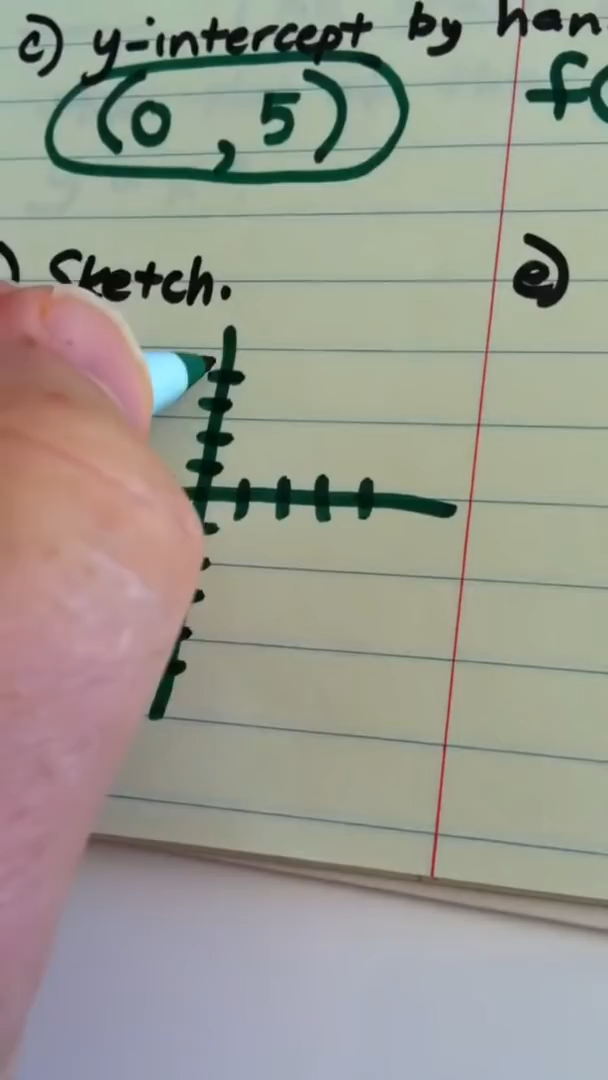 c) y-intercept by han
(0, 5)
f(
) Sketch.
e)